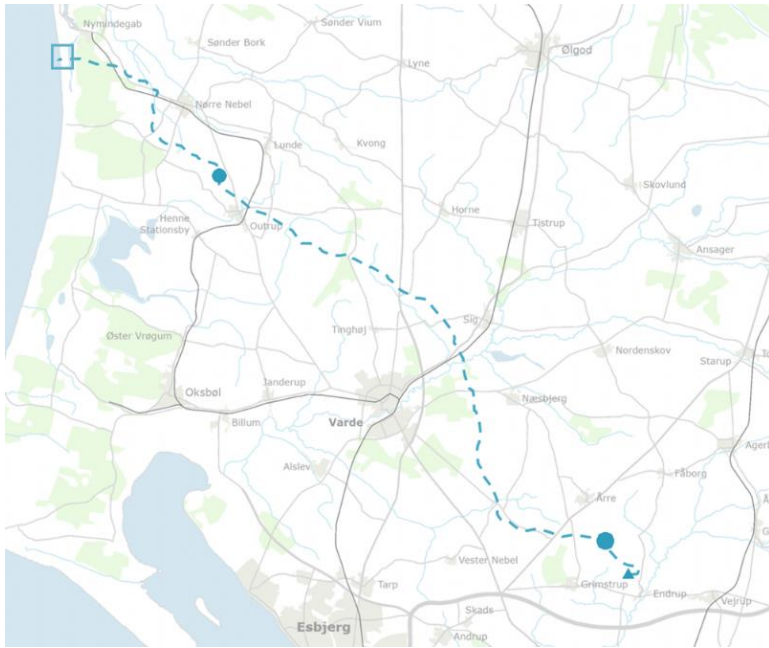 Nymindegab
Sønder Vium
Sønder Bork
Ølgod
Lyne
Nørre Nebel
Lunde
Kvong
Skovlund
Horne
Henne
Stationsby
Outrup
Tistrup
Ansager
Tinghøj
Sig
Øster Vrøgum
Nordenskov
Starup
Oksbøl
Janderup
Næsbjerg
Billum
Varde
Agerb
Alslev
Fåborg
Årre
Vester Nebel
Tarp
Grimstrup
Endrup
Vejrup
Skads
Esbjerg
Andrup